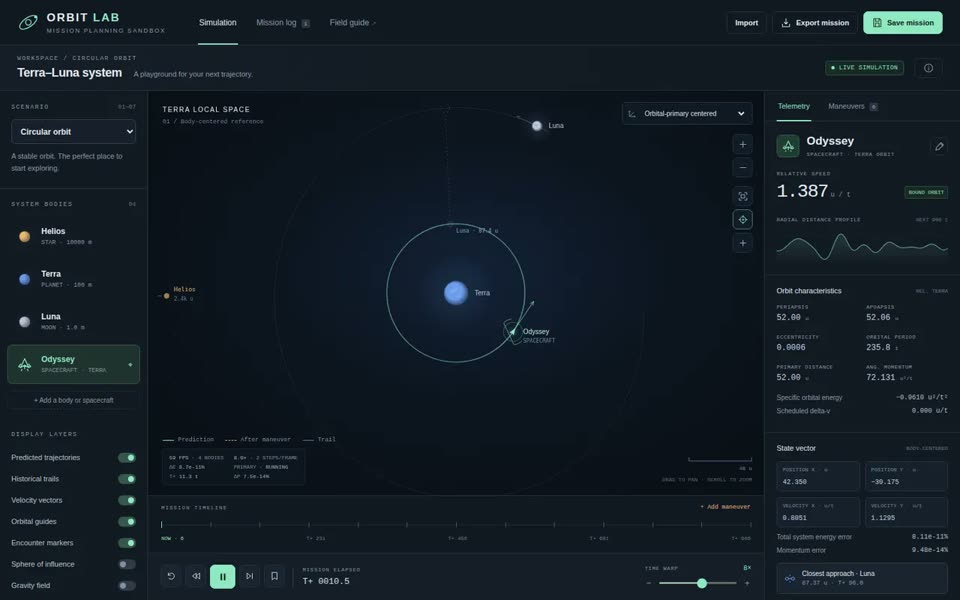 ORBIT LAB
MISSION PLANNING SANDBOX
Simulation
Mission log
Field guide
Import
Export mission
Save mission
WORKSPACE / CIRCULAR ORBIT
Terra–Luna system
A playground for your next trajectory.
LIVE SIMULATION
SCENARIO
01—07
Circular orbit
A stable orbit. The perfect place to
start exploring.
SYSTEM BODIES
04
Helios
STAR · 10000 m
Terra
PLANET · 100 m
Luna
MOON · 1.0 m
Odyssey
SPACECRAFT · TERRA
+ Add a body or spacecraft
DISPLAY LAYERS
Predicted trajectories
Historical trails
Velocity vectors
Orbital guides
Encounter markers
Sphere of influence
Gravity field
TERRA LOCAL SPACE
01 / Body-centered reference
Orbital-primary centered
Luna
Luna · 87.4 u
Helios
2.4k u
Terra
Odyssey
SPACECRAFT
Prediction
After maneuver
Trail
60 FPS · 4 BODIES
8.0× · 2 STEPS/FRAME
PRIMARY · RUNNING
T+ 11.3 t
40 u
DRAG TO PAN · SCROLL TO ZOOM
MISSION TIMELINE
+ Add maneuver
NOW · 0
T+ 450
MISSION ELAPSED
T+ 0010.5
TIME WARP
8×
− +
Telemetry
Maneuvers
Odyssey
SPACECRAFT · TERRA ORBIT
RELATIVE SPEED
1.387 u / t
BOUND ORBIT
RADIAL DISTANCE PROFILE
Orbit characteristics
REL. TERRA
PERIAPSIS
APOAPSIS
52.00 u
52.06 u
ECCENTRICITY
ORBITAL PERIOD
0.0006
235.8 t
PRIMARY DISTANCE
ANG. MOMENTUM
52.00 u
72.131 u²/t
Specific orbital energy
−0.9610 u²/t²
Scheduled delta-v
0.000 u/t
State vector
BODY-CENTERED
POSITION X · u
POSITION Y · u
42.350
−30.175
VELOCITY X · u/t
VELOCITY Y · u/t
0.8051
1.1295
Total system energy error
8.11e-11%
Momentum error
9.48e-14%
Closest approach · Luna